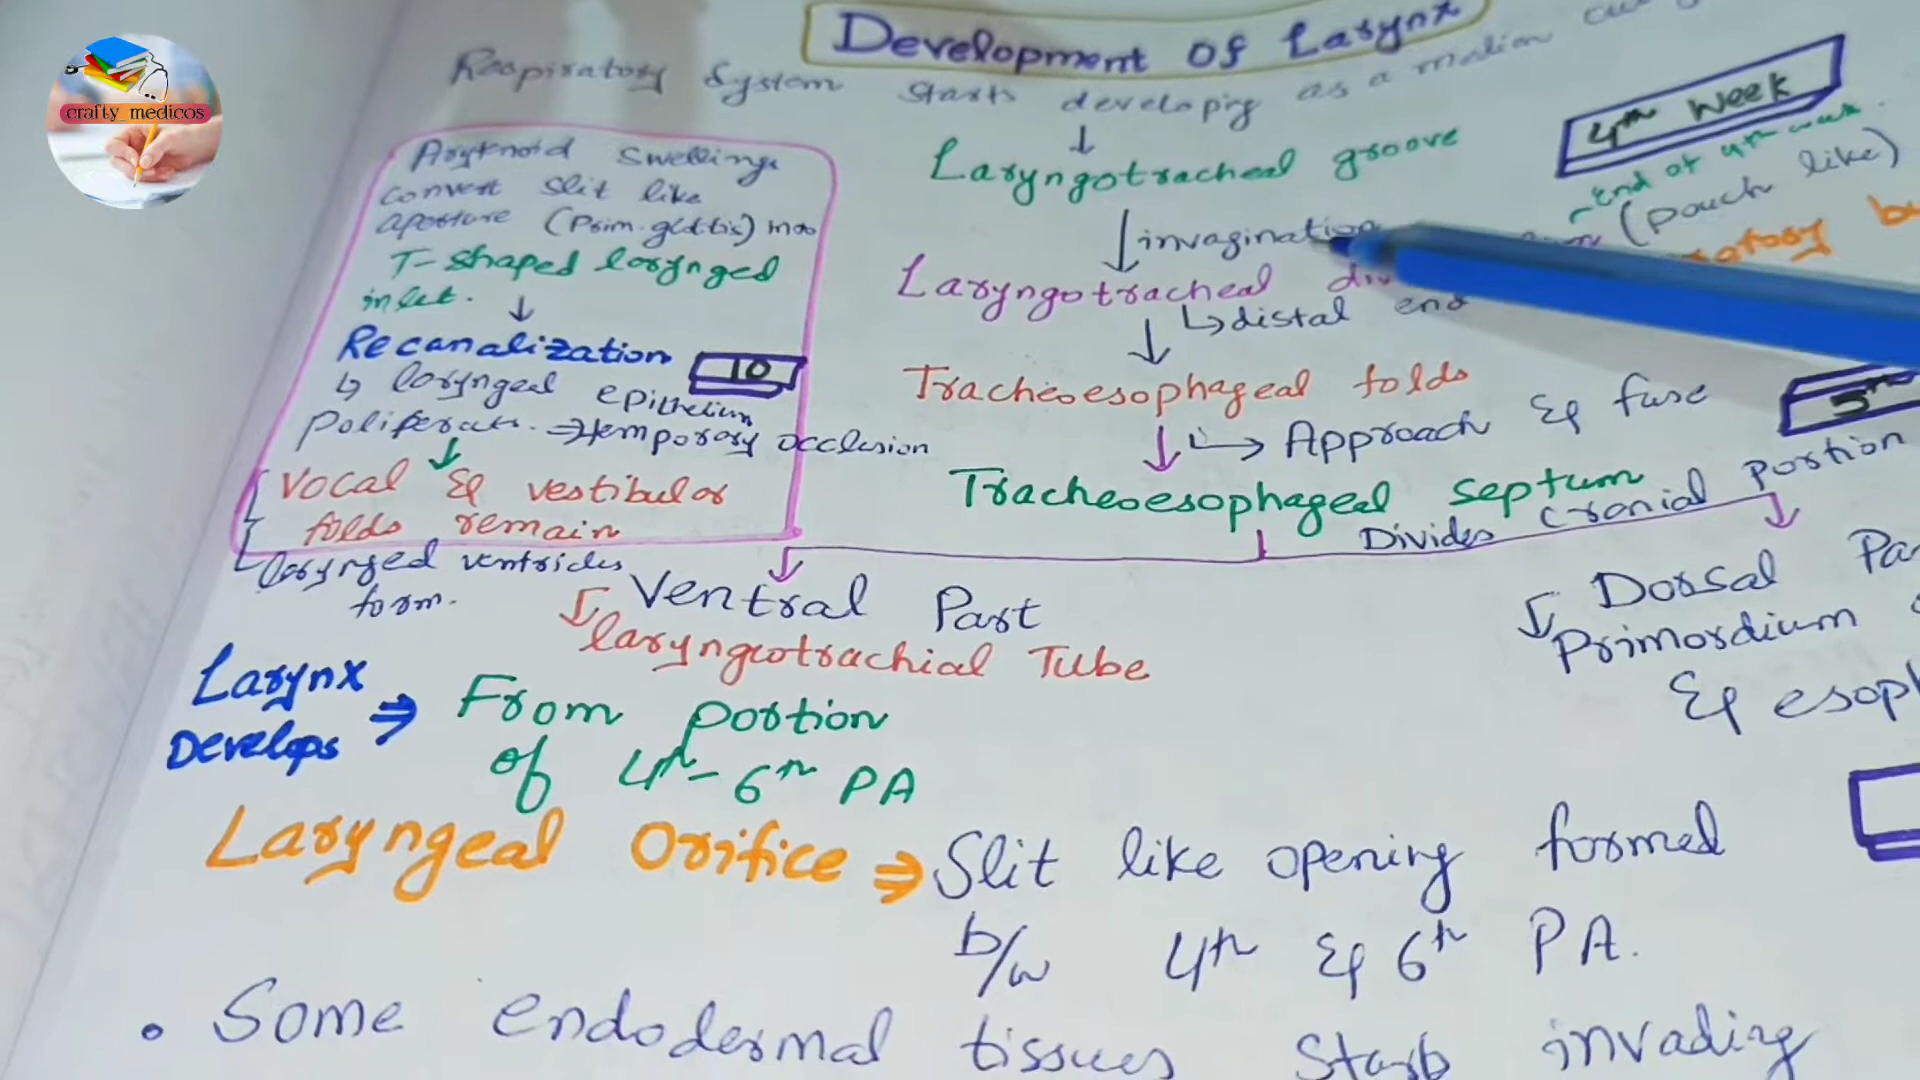 crafty_medicos
Development of Larynx
Respiratory System starts developing as a median
4th Week
Laryngotracheal groove
end of 4th week
invagination
(pouch like)
Laryngotracheal
distal end
Tracheoesophageal folds
Approach & fuse
Tracheoesophageal septum
Divides cranial portion
Ventral Part
laryngotrachial Tube
Dorsal
Primordium
&
Arytenoid swellings
convert slit like
aperture (Prim. glottis) into
T-shaped laryngeal
inlet.
Recanalization
10
laryngeal epithelium
temporary occlusion
Vocal & vestibular
folds remain
laryngeal ventricles
form.
Larynx
Develops ⇒ From portion
of 4th - 6th PA
Laryngeal Orifice ⇒ Slit like opening formed
b/w 4th & 6th PA.
• Some endodermal tissues starts invading